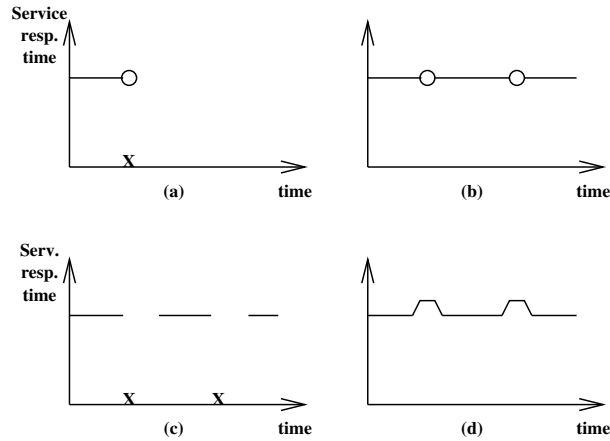 Service
resp.
time
X
(a)
time
(b)
time
Serv.
resp.
time
X
X
(c)
time
(d)
time